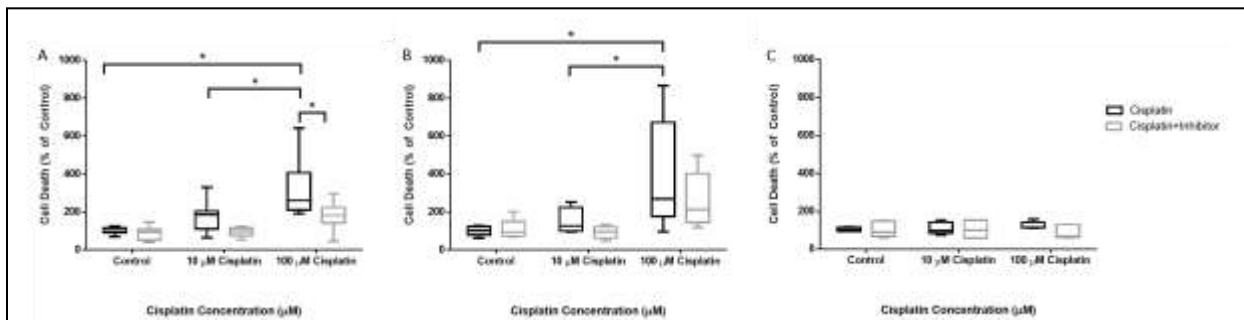 A
*
*
*
1000
800
600
400
200
0
Cell Death (% of Control)
Control
10 µM Cisplatin
100 µM Cisplatin
Cisplatin Concentration (µM)
B
*
*
1000
800
600
400
200
0
Cell Death (% of Control)
Control
10 µM Cisplatin
100 µM Cisplatin
Cisplatin Concentration (µM)
C
1000
800
600
400
200
0
Cell Death (% of Control)
Control
10 µM Cisplatin
100 µM Cisplatin
Cisplatin Concentration (µM)
Cisplatin
Cisplatin+Inhibitor